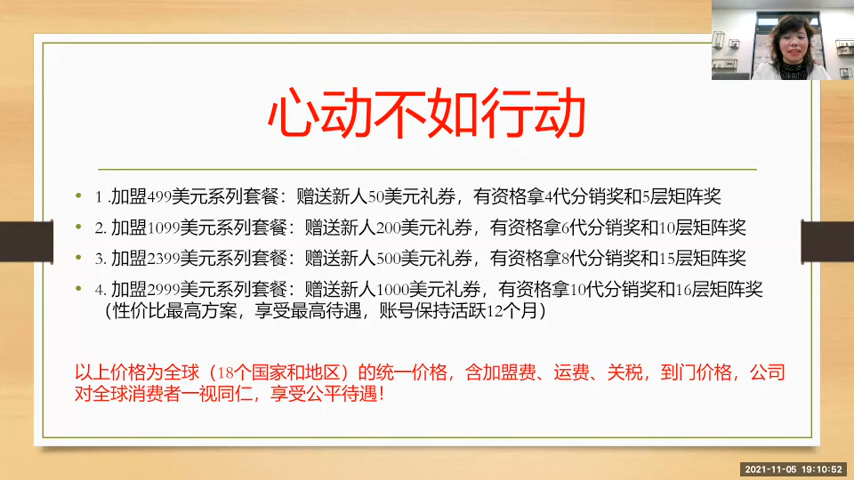 心动不如行动
• 1 .加盟499美元系列套餐：赠送新人50美元礼券，有资格拿4代分销奖和5层矩阵奖
• 2. 加盟1099美元系列套餐：赠送新人200美元礼券，有资格拿6代分销奖和10层矩阵奖
• 3. 加盟2399美元系列套餐：赠送新人500美元礼券，有资格拿8代分销奖和15层矩阵奖
• 4. 加盟2999美元系列套餐：赠送新人1000美元礼券，有资格拿10代分销奖和16层矩阵奖
（性价比最高方案，享受最高待遇，账号保持活跃12个月）
以上价格为全球（18个国家和地区）的统一价格，含加盟费、运费、关税，到门价格，公司
对全球消费者一视同仁，享受公平待遇！
2021-11-05 19:10:52